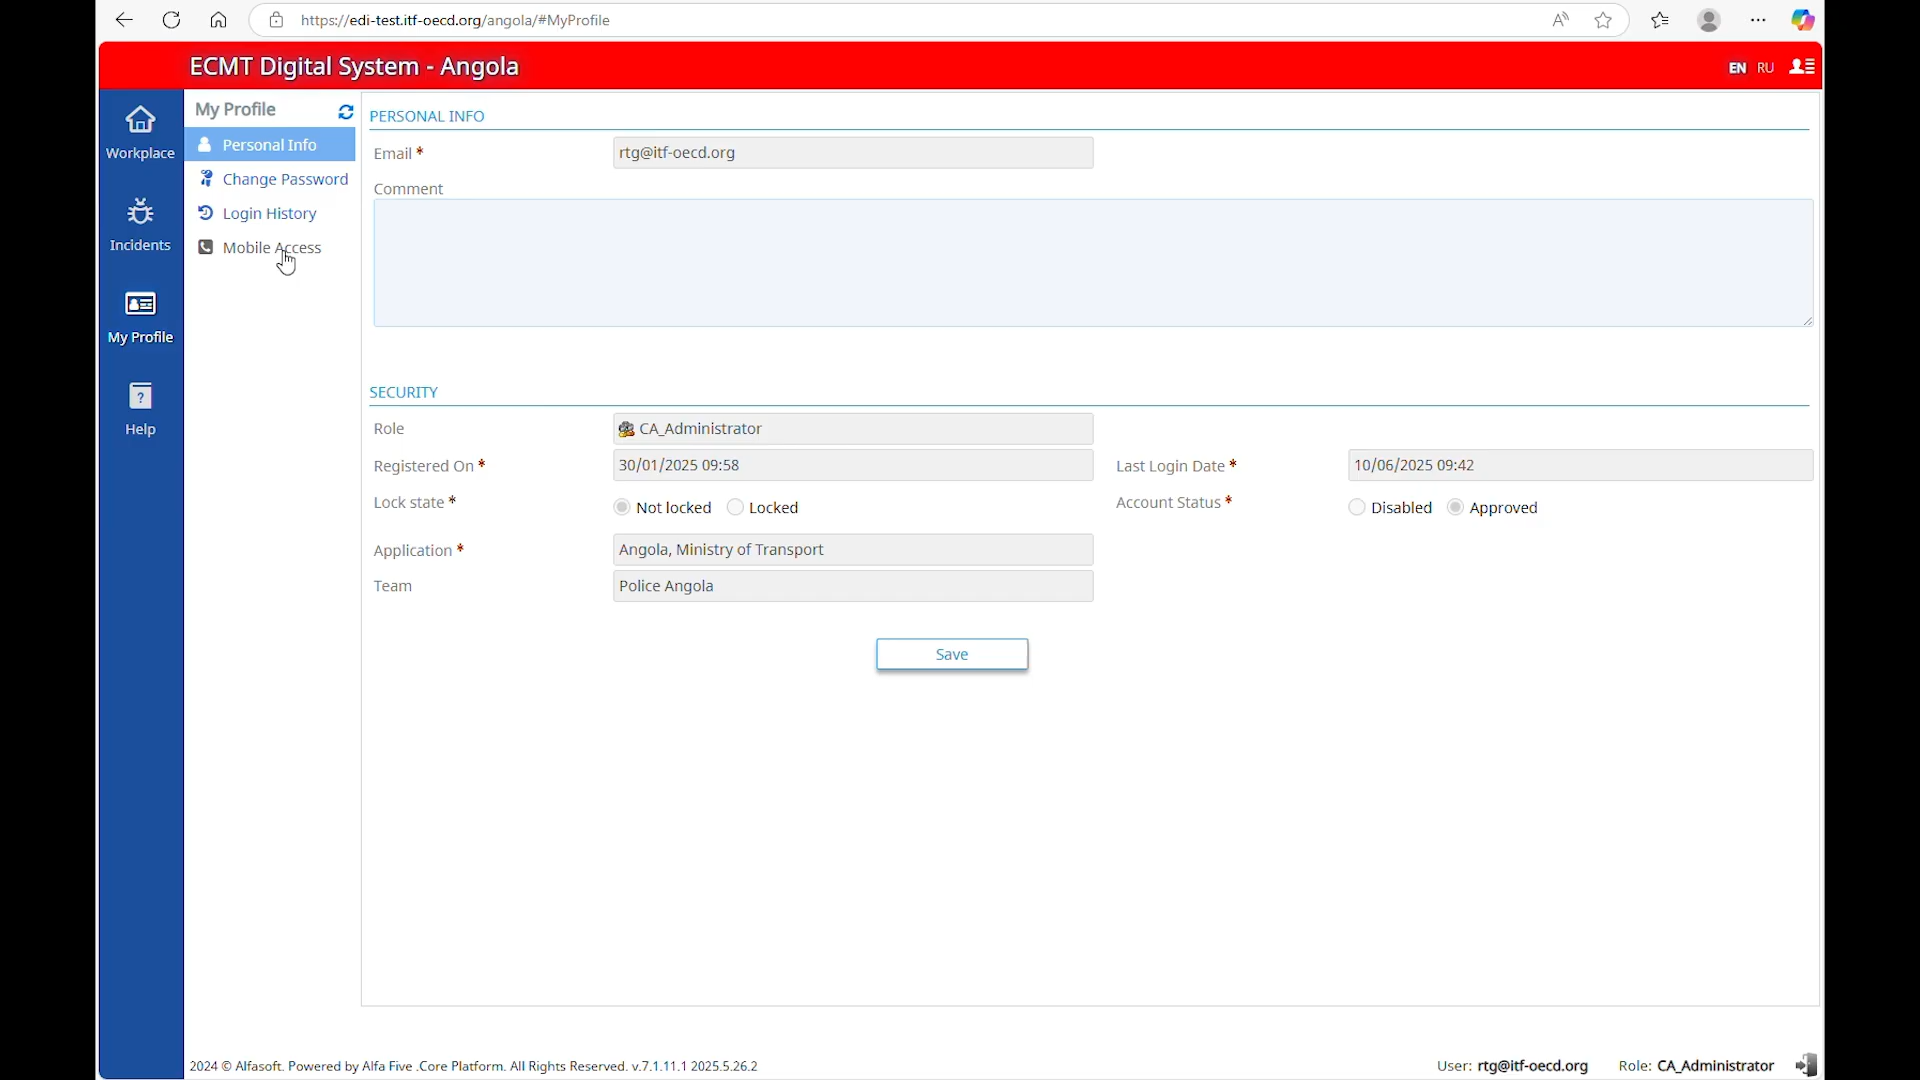 https://edi-test.itf-oecd.org/angola/#MyProfile
ECMT Digital System - Angola
EN RU
Workplace
Incidents
My Profile
Help
My Profile
Personal Info
Change Password
Login History
Mobile Access
PERSONAL INFO
Email * rtg@itf-oecd.org
Comment
SECURITY
Role CA_Administrator
Registered On * 30/01/2025 09:58 Last Login Date * 10/06/2025 09:42
Lock state * Not locked Locked Account Status * Disabled Approved
Application * Angola, Ministry of Transport
Team Police Angola
Save
2024 © Alfasoft. Powered by Alfa Five .Core Platform. All Rights Reserved. v.7.1.11.1 2025.5.26.2
User: rtg@itf-oecd.org Role: CA_Administrator